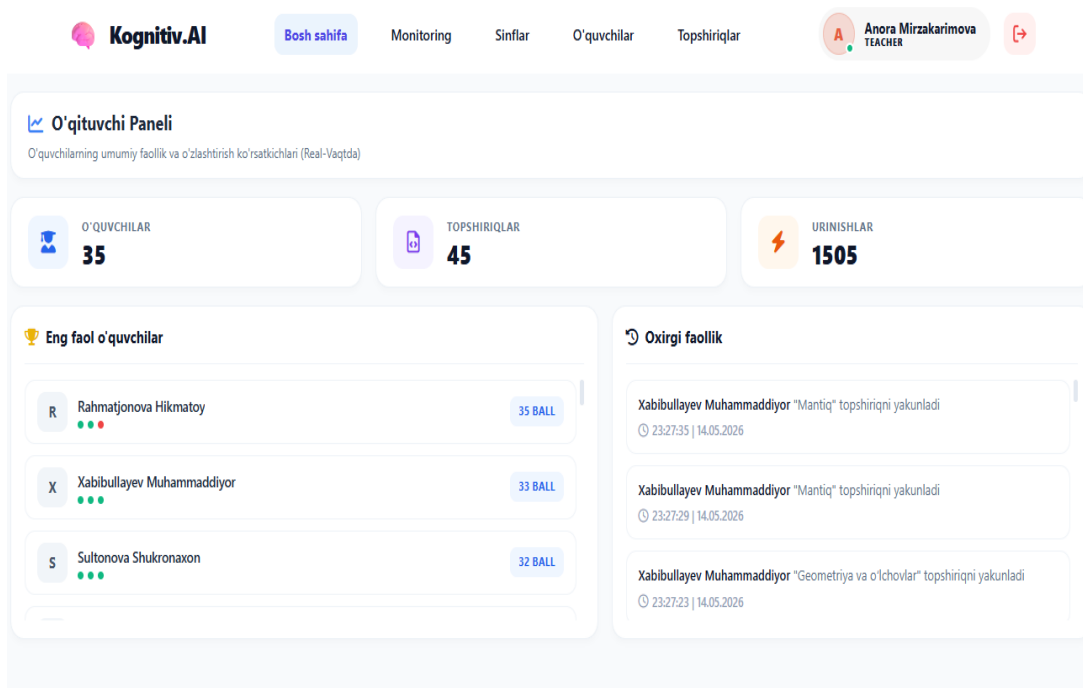 Kognitiv.AI
Bosh sahifa
Monitoring
Sinflar
O'quvchilar
Topshiriqlar
A
Anora Mirzakarimova
TEACHER
O'qituvchi Paneli
O'quvchilarning umumiy faollik va o'zlashtirish ko'rsatkichlari (Real-Vaqtda)
O'QUVCHILAR
35
TOPSHIRIQLAR
45
URINISHLAR
1505
Eng faol o'quvchilar
R
Rahmatjonova Hikmatoy
35 BALL
X
Xabibullayev Muhammaddiyor
33 BALL
S
Sultonova Shukronaxon
32 BALL
Oxirgi faollik
Xabibullayev Muhammaddiyor "Mantiq" topshiriqni yakunladi
23:27:35 | 14.05.2026
Xabibullayev Muhammaddiyor "Mantiq" topshiriqni yakunladi
23:27:29 | 14.05.2026
Xabibullayev Muhammaddiyor "Geometriya va o'lchovlar" topshiriqni yakunladi
23:27:23 | 14.05.2026